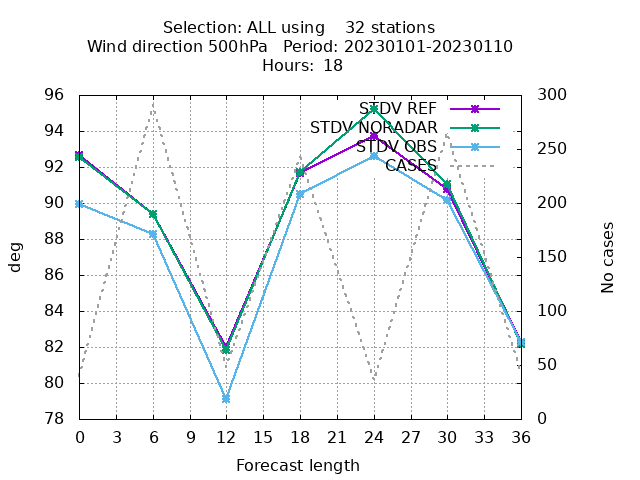 Selection: ALL using    32 stations
Wind direction 500hPa   Period: 20230101-20230110
Hours: 18
STDV REF
STDV NORADAR
STDV OBS
CASES
96
94
92
90
88
86
84
82
80
78
deg
300
250
200
150
100
50
0
No cases
0 3 6 9 12 15 18 21 24 27 30 33 36
Forecast length